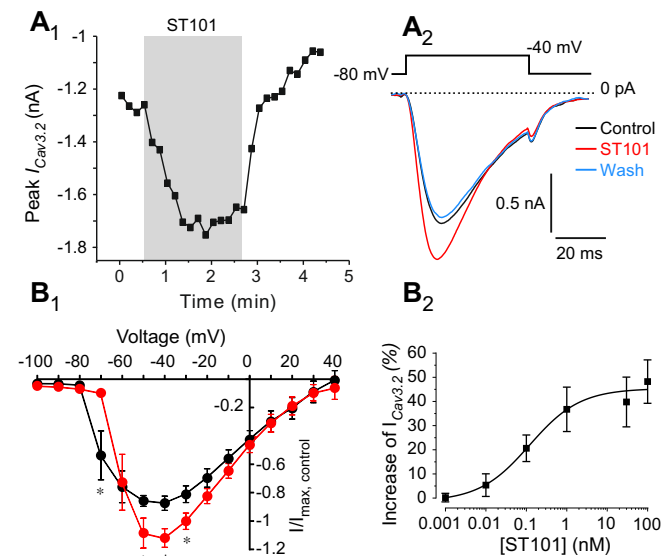 A1
ST101
Peak ICav3.2 (nA)
-1
-1.2
-1.4
-1.6
-1.8
0
1
2
3
4
5
Time (min)
A2
-80 mV
-40 mV
0 pA
Control
ST101
Wash
0.5 nA
20 ms
B1
Voltage (mV)
-100 -80 -60 -40 -20 0 20 40
-0.2
-0.6
-0.8
-1
-1.2
I/Imax, control
*
*
B2
Increase of ICav3.2 (%)
60
50
40
30
20
10
0
0.001 0.01 0.1 1 10 100
[ST101] (nM)